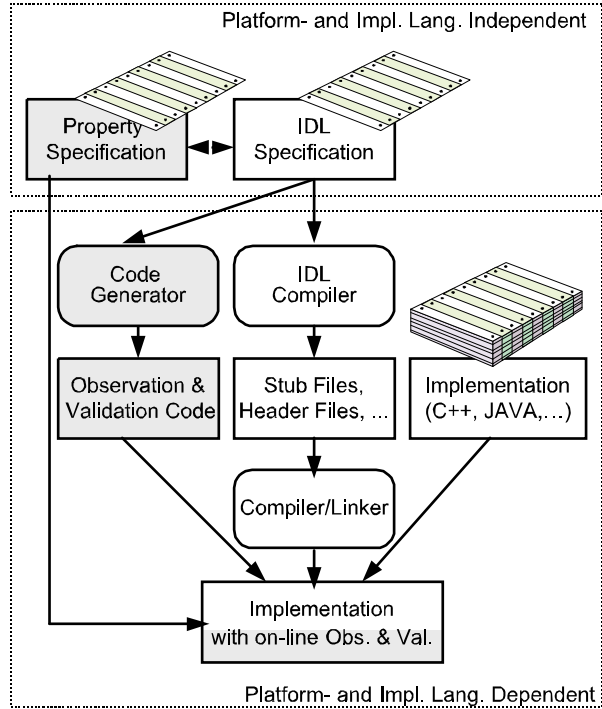 Platform- and Impl. Lang. Independent
Property
Specification
IDL
Specification
Code
Generator
IDL
Compiler
Observation &
Validation Code
Stub Files,
Header Files, ...
Implementation
(C++, JAVA,...)
Compiler/Linker
Implementation
with on-line Obs. & Val.
Platform- and Impl. Lang. Dependent